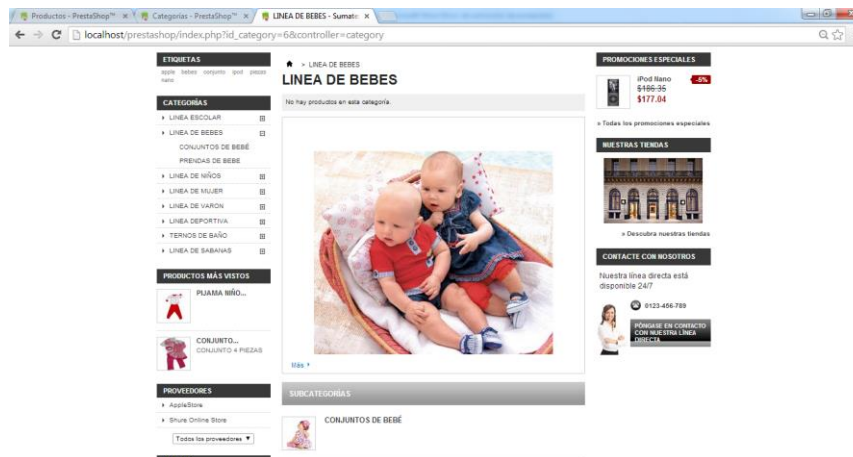 Productos - PrestaShop™
Categorías - PrestaShop™
LINEA DE BEBES - Sumate
localhost/prestashop/index.php?id_category=6&controller=category
ETIQUETAS
apple bebes conjunto ipod piezas
nano
CATEGORÍAS
LINEA ESCOLAR
LINEA DE BEBES
CONJUNTOS DE BEBÉ
PRENDAS DE BEBE
LINEA DE NIÑOS
LINEA DE MUJER
LINEA DE VARON
LINEA DEPORTIVA
TERNOS DE BAÑO
LINEA DE SABANAS
PRODUCTOS MÁS VISTOS
PIJAMA NIÑO...
CONJUNTO...
CONJUNTO 4 PIEZAS
PROVEEDORES
AppleStore
Shure Online Store
Todos los proveedores
> LINEA DE BEBES
LINEA DE BEBES
No hay productos en esta categoría.
Más
SUBCATEGORÍAS
CONJUNTOS DE BEBÉ
PROMOCIONES ESPECIALES
iPod Nano
-5%
$186.35
$177.04
» Todas los promociones especiales
NUESTRAS TIENDAS
» Descubra nuestras tiendas
CONTACTE CON NOSOTROS
Nuestra línea directa está
disponible 24/7
0123-456-789
PÓNGASE EN CONTACTO
CON NUESTRA LÍNEA
DIRECTA